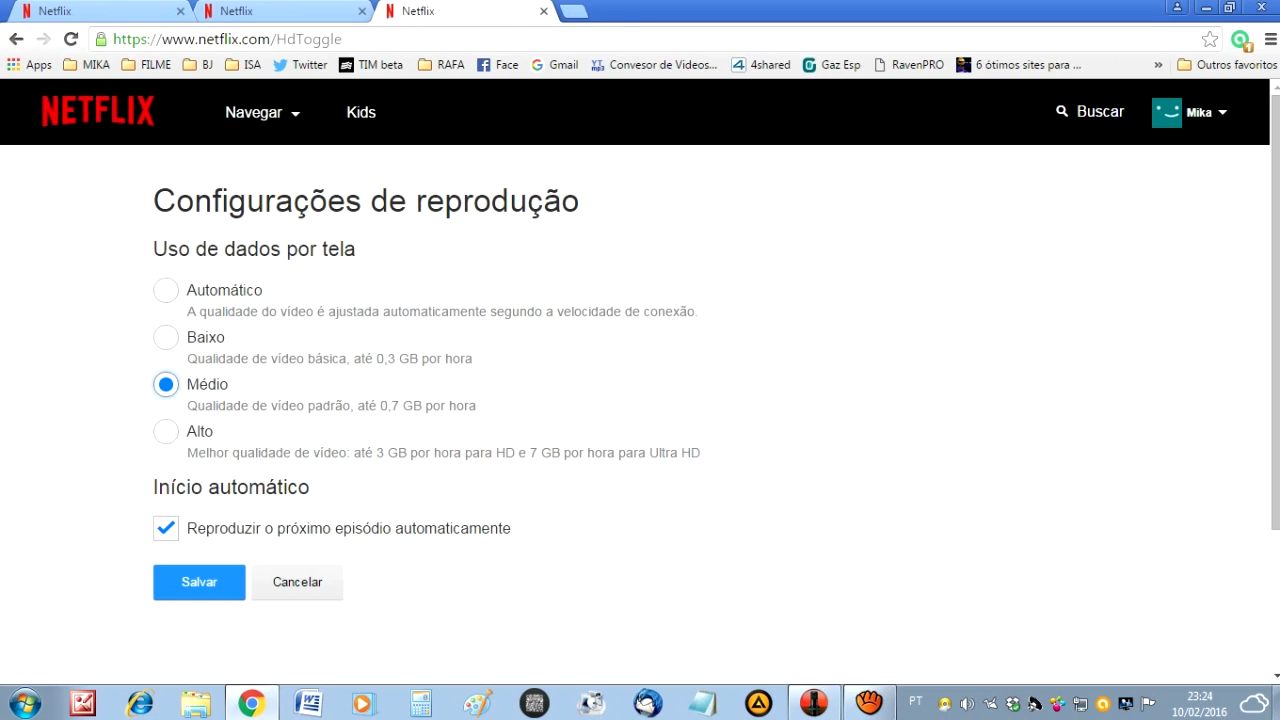 Netflix Netflix Netflix
https://www.netflix.com/HdToggle
Apps MIKA FILME BJ ISA Twitter TIM beta RAFA Face Gmail Convesor de Vídeos... 4shared Gaz Esp RavenPRO 6 ótimos sites para ... » Outros favoritos
NETFLIX Navegar Kids Buscar Mika
Configurações de reprodução
Uso de dados por tela
Automático
A qualidade do vídeo é ajustada automaticamente segundo a velocidade de conexão.
Baixo
Qualidade de vídeo básica, até 0,3 GB por hora
Médio
Qualidade de vídeo padrão, até 0,7 GB por hora
Alto
Melhor qualidade de vídeo: até 3 GB por hora para HD e 7 GB por hora para Ultra HD
Início automático
Reproduzir o próximo episódio automaticamente
Salvar Cancelar
PT 23:24
10/02/2016